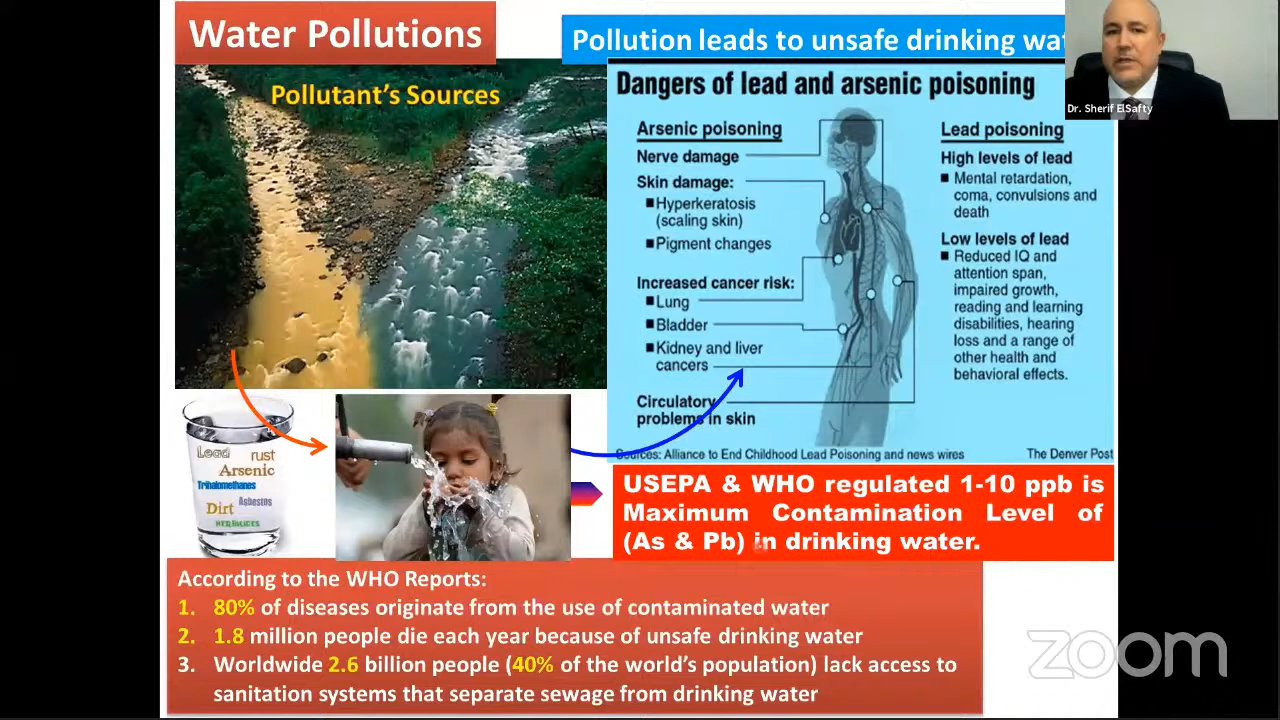 Water Pollutions
Pollution leads to unsafe drinking
Pollutant's Sources
Dangers of lead and arsenic poisoning
Arsenic poisoning
Nerve damage
Skin damage:
■ Hyperkeratosis
(scaling skin)
■ Pigment changes
Increased cancer risk:
■ Lung
■ Bladder
■ Kidney and liver
cancers
Circulatory
problems in skin
Lead poisoning
High levels of lead
■ Mental retardation,
coma, convulsions and
death
Low levels of lead
■ Reduced IQ and
attention span,
impaired growth,
reading and learning
disabilities, hearing
loss and a range of
other health and
behavioral effects.
Sources: Alliance to End Childhood Lead Poisoning and news wires
The Denver Post
Dr. Sherif ElSafty
Lead
rust
Arsenic
Trihalomethanes
Asbestos
Dirt
HERBICIDES
USEPA & WHO regulated 1-10 ppb is
Maximum Contamination Level of
(As & Pb) in drinking water.
According to the WHO Reports:
1. 80% of diseases originate from the use of contaminated water
2. 1.8 million people die each year because of unsafe drinking water
3. Worldwide 2.6 billion people (40% of the world's population) lack access to
sanitation systems that separate sewage from drinking water
zoom